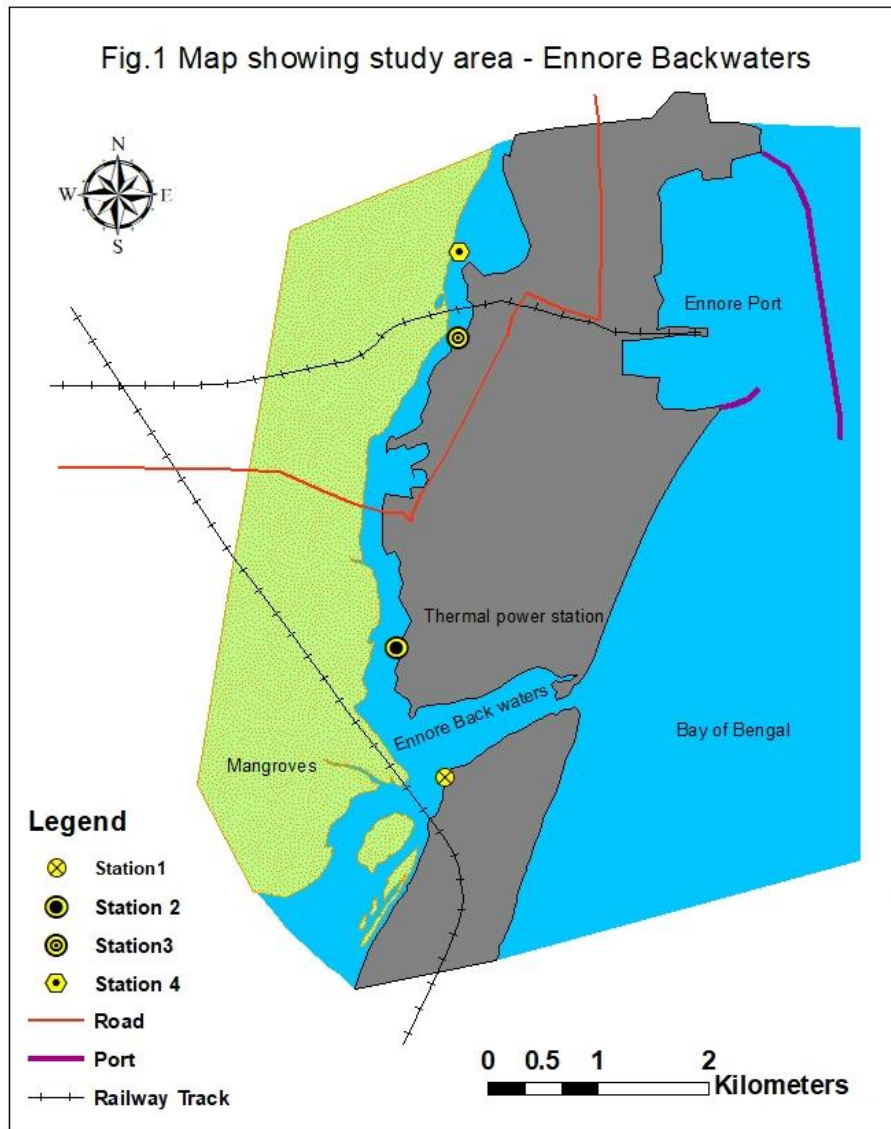 Fig.1 Map showing study area - Ennore Backwaters
N
W E
S
Ennore Port
Thermal power station
Ennore Back waters
Bay of Bengal
Mangroves
Legend
Station1
Station 2
Station3
Station 4
Road
Port
Railway Track
0 0.5 1 2
Kilometers